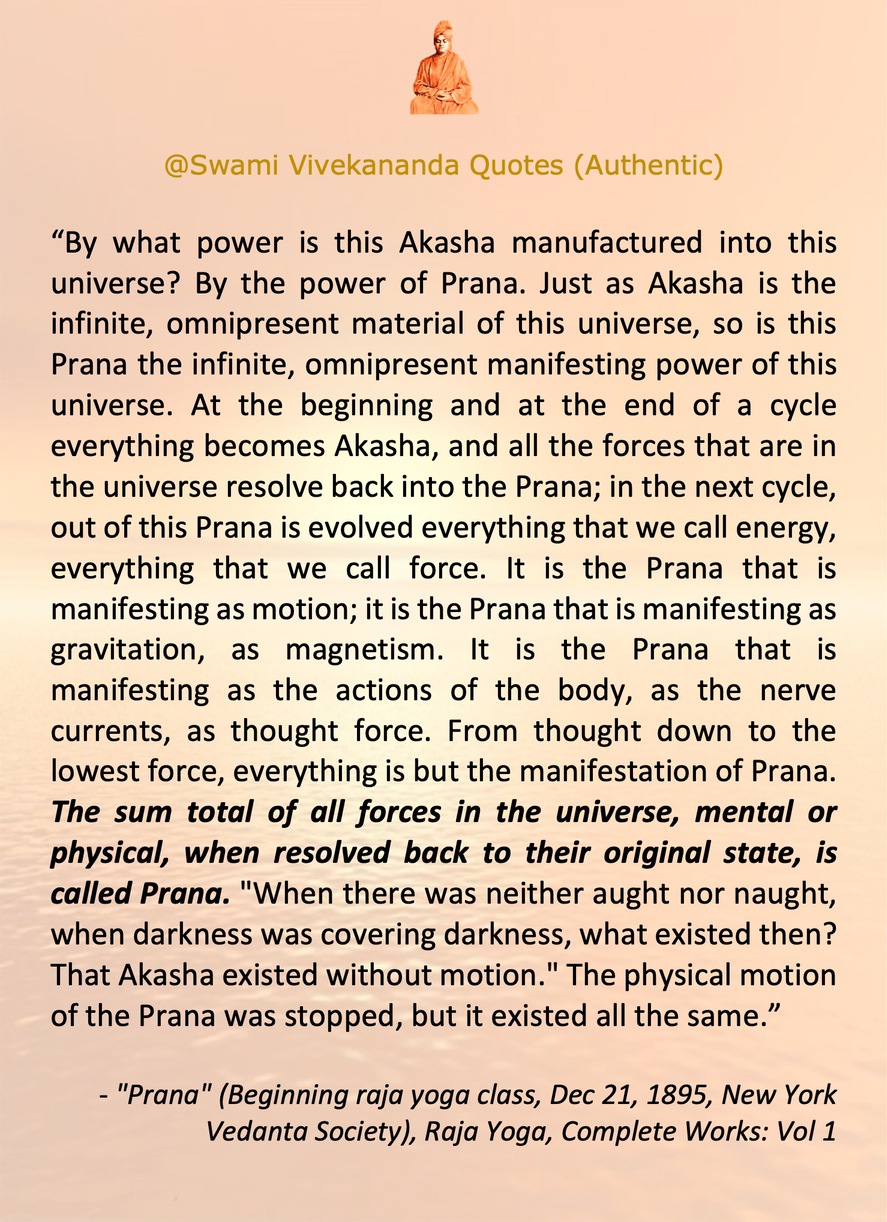 @Swami Vivekananda Quotes (Authentic)
“By what power is this Akasha manufactured into this
universe? By the power of Prana. Just as Akasha is the
infinite, omnipresent material of this universe, so is this
Prana the infinite, omnipresent manifesting power of this
universe. At the beginning and at the end of a cycle
everything becomes Akasha, and all the forces that are in
the universe resolve back into the Prana; in the next cycle,
out of this Prana is evolved everything that we call energy,
everything that we call force. It is the Prana that is
manifesting as motion; it is the Prana that is manifesting as
gravitation, as magnetism. It is the Prana that is
manifesting as the actions of the body, as the nerve
currents, as thought force. From thought down to the
lowest force, everything is but the manifestation of Prana.
The sum total of all forces in the universe, mental or
physical, when resolved back to their original state, is
called Prana. "When there was neither aught nor naught,
when darkness was covering darkness, what existed then?
That Akasha existed without motion." The physical motion
of the Prana was stopped, but it existed all the same.”
- "Prana" (Beginning raja yoga class, Dec 21, 1895, New York
Vedanta Society), Raja Yoga, Complete Works: Vol 1